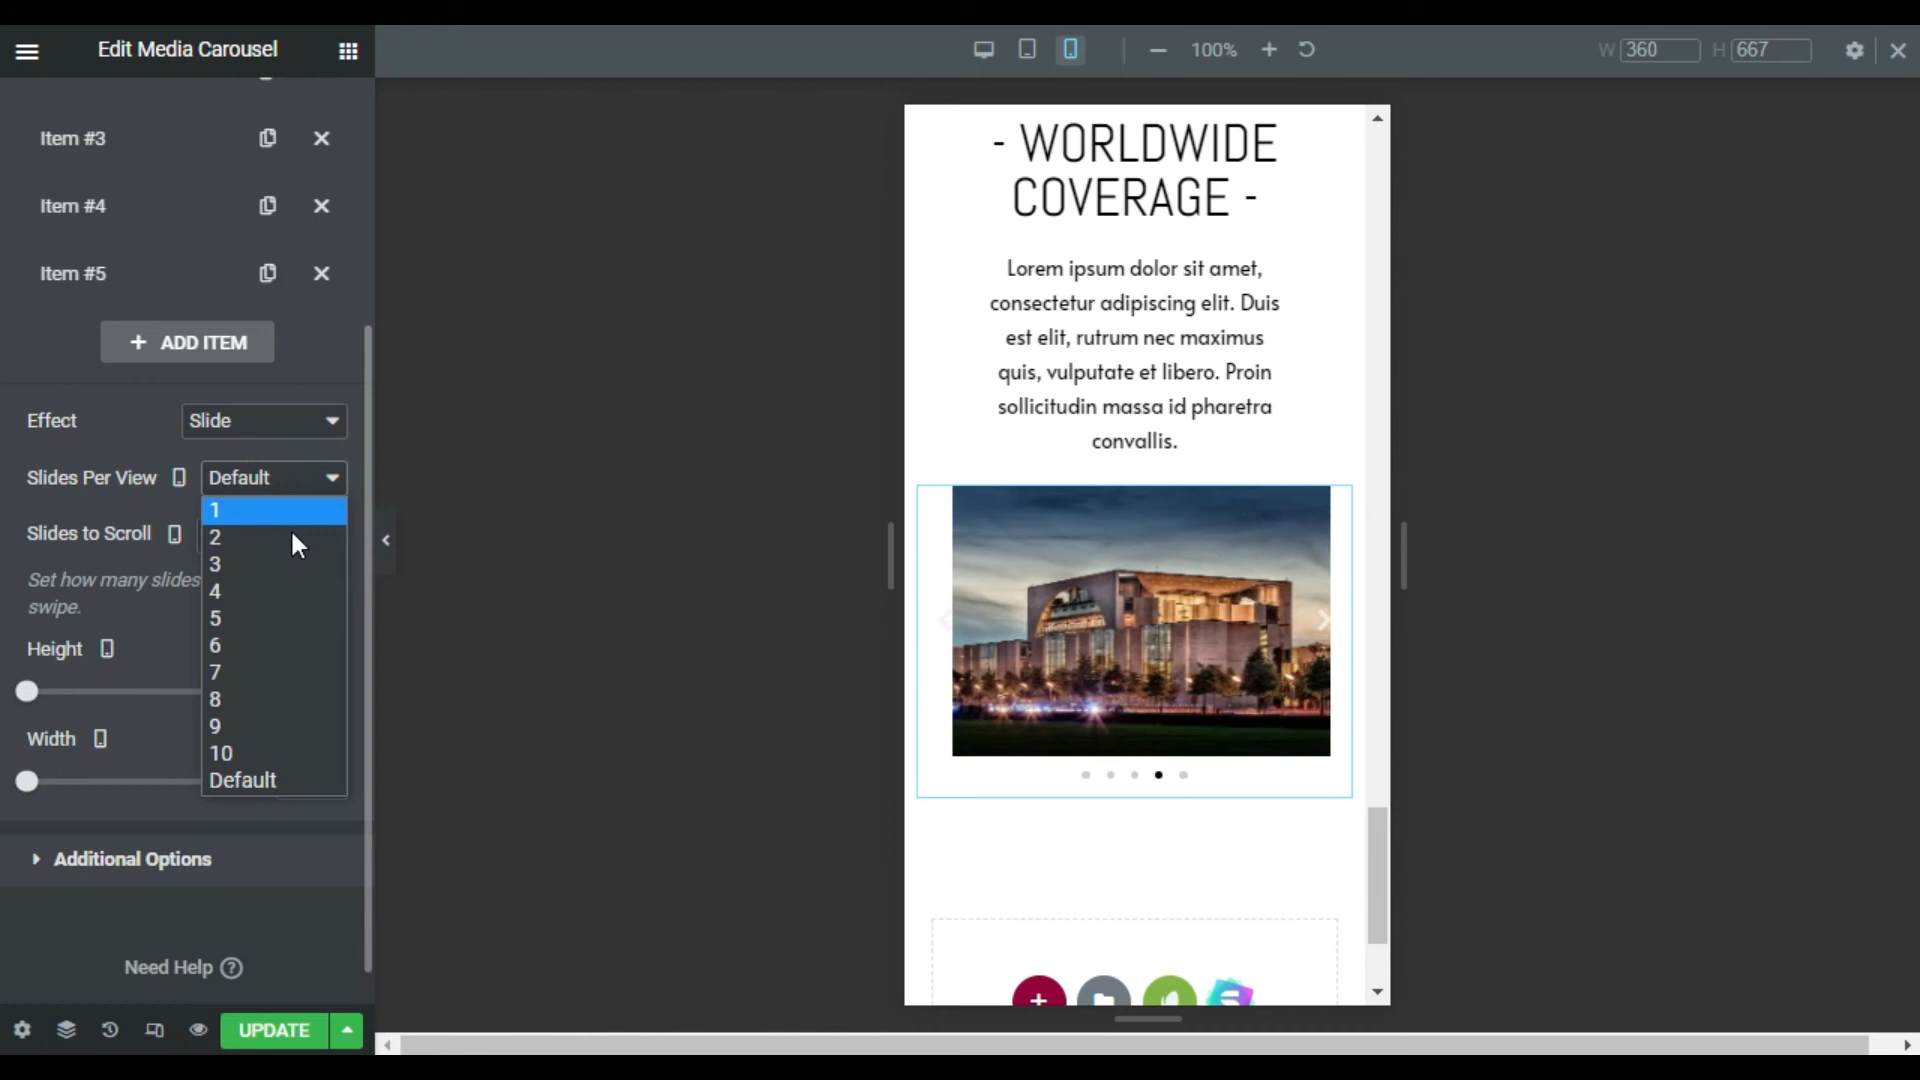 Edit Media Carousel
100%
W 360
H 667
Item #3
Item #4
Item #5
+ ADD ITEM
Effect
Slide
Slides Per View
Default
1
2
3
4
5
6
7
8
9
10
Default
Slides to Scroll
Set how many slides
swipe.
Height
Width
Additional Options
Need Help ?
UPDATE
- WORLDWIDE
COVERAGE -
Lorem ipsum dolor sit amet,
consectetur adipiscing elit. Duis
est elit, rutrum nec maximus
quis, vulputate et libero. Proin
sollicitudin massa id pharetra
convallis.